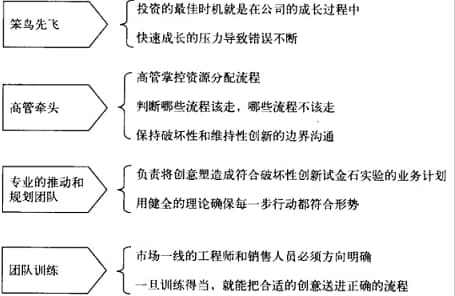 笨鸟先飞
投资的最佳时机就是在公司的成长过程中
快速成长的压力导致错误不断
高管牵头
高管掌控资源分配流程
判断哪些流程该走，哪些流程不该走
保持破坏性和维持性创新的边界沟通
专业的推动和
规划团队
负责将创意塑造成符合破坏性创新试金石实验的业务计划
用健全的理论确保每一步行动都符合形势
团队训练
市场一线的工程师和销售人员必须方向明确
一旦训练得当，就能把合适的创意送进正确的流程